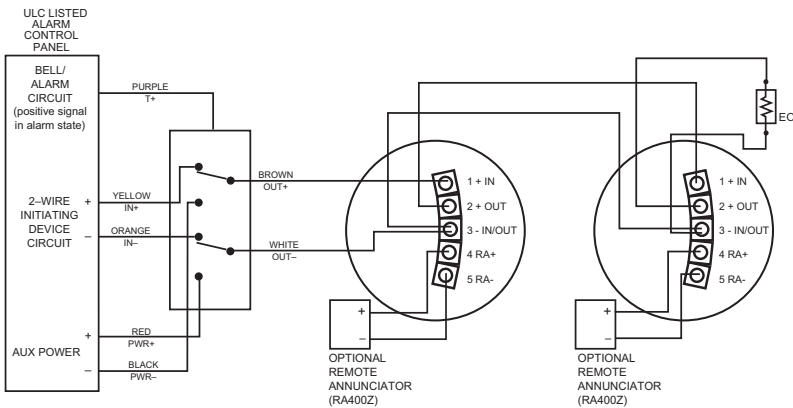 ULC LISTED
ALARM
CONTROL
PANEL
BELL/
ALARM
CIRCUIT
(positive signal
in alarm state)
PURPLE
T+
2–WIRE
INITIATING
DEVICE
CIRCUIT
+
–
YELLOW
IN+
ORANGE
IN–
AUX POWER
+
–
RED
PWR+
BLACK
PWR–
BROWN
OUT+
WHITE
OUT–
1 + IN
2 + OUT
3 - IN/OUT
4 RA+
5 RA-
+
–
OPTIONAL
REMOTE
ANNUNCIATOR
(RA400Z)
1 + IN
2 + OUT
3 - IN/OUT
4 RA+
5 RA-
+
–
OPTIONAL
REMOTE
ANNUNCIATOR
(RA400Z)